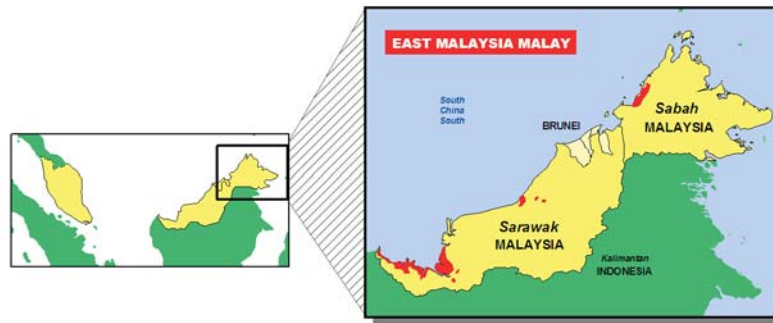 EAST MALAYSIA MALAY
South
China
South
BRUNEI
Sabah
MALAYSIA
Sarawak
MALAYSIA
Kalimantan
INDONESIA